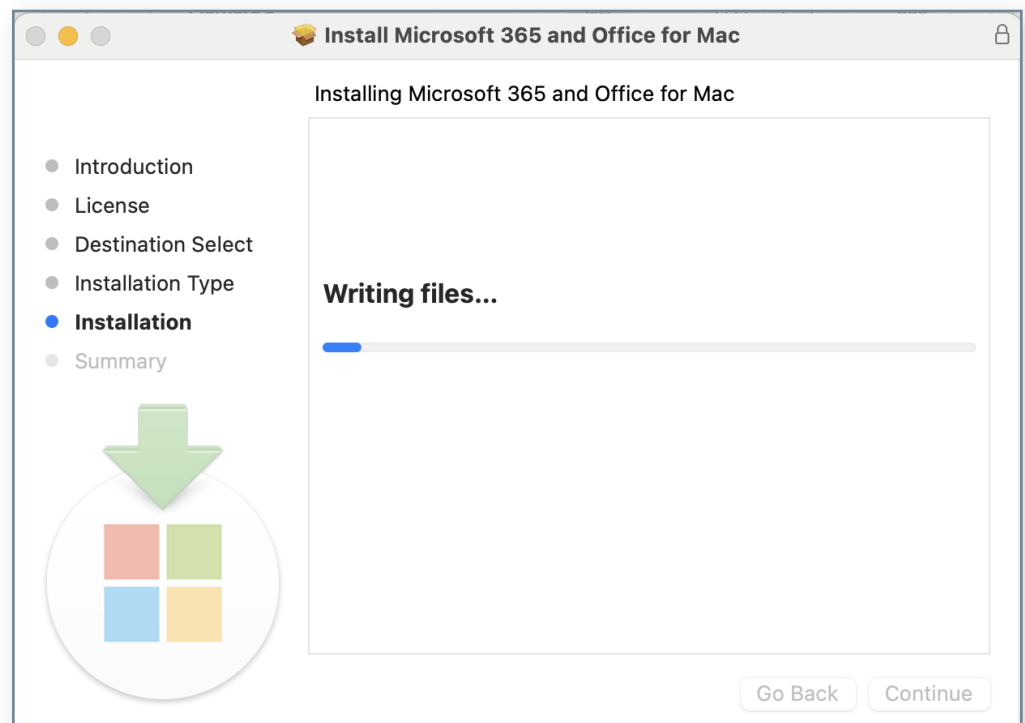 Install Microsoft 365 and Office for Mac
Installing Microsoft 365 and Office for Mac
Introduction
License
Destination Select
Installation Type
Installation
Summary
Writing files...
Go Back
Continue